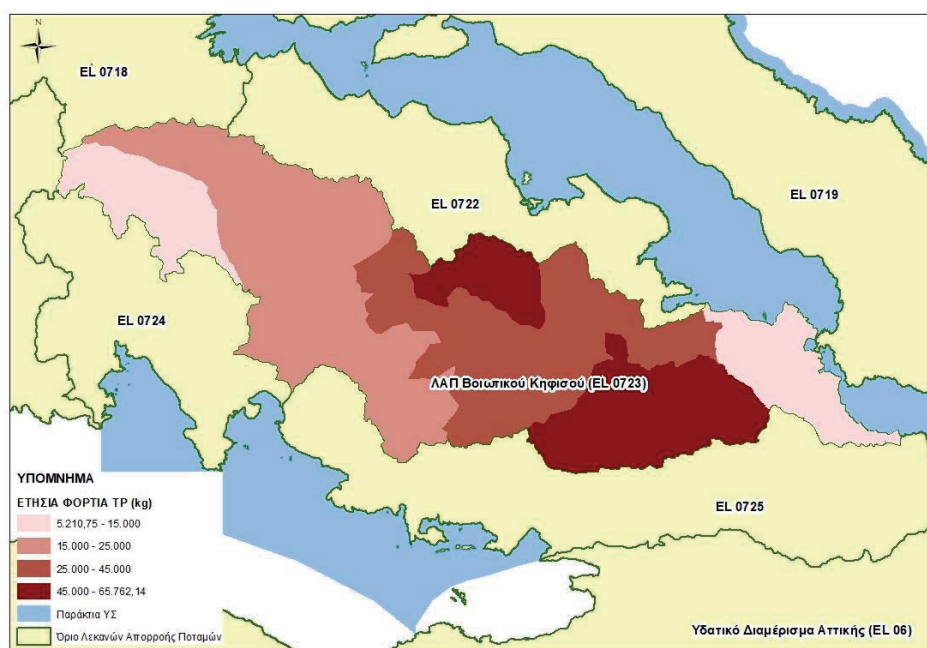 N
EL 0718
EL 0722
EL 0719
EL 0724
ΛΑΠ Βοιωτικού Κηφισού (EL 0723)
EL 0725
ΥΠΟΜΝΗΜΑ
ΕΤΗΣΙΑ ΦΟΡΤΙΑ TP (kg)
5.210,75 - 15.000
15.000 - 25.000
25.000 - 45.000
45.000 - 65.762,14
Παράκτια ΥΣ
Όριο Λεκανών Απορροής Ποταμών
Υδατικό Διαμέρισμα Αττικής (EL 06)